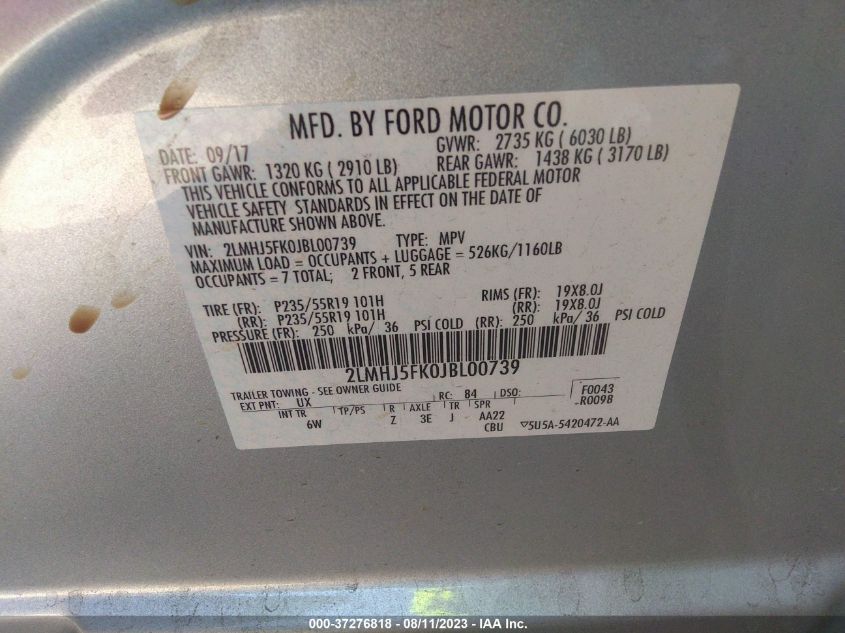 MFD. BY FORD MOTOR CO.
DATE: 09/17 GVWR: 2735 KG ( 6030 LB)
FRONT GAWR: 1320 KG ( 2910 LB) REAR GAWR: 1438 KG ( 3170 LB)
THIS VEHICLE CONFORMS TO ALL APPLICABLE FEDERAL MOTOR
VEHICLE SAFETY STANDARDS IN EFFECT ON THE DATE OF
MANUFACTURE SHOWN ABOVE.
VIN: 2LMHJ5FK0JBL00739 TYPE: MPV
MAXIMUM LOAD = OCCUPANTS + LUGGAGE = 526KG/1160LB
OCCUPANTS = 7 TOTAL; 2 FRONT, 5 REAR
TIRE (FR): P235/55R19 101H RIMS (FR): 19X8.0J
(RR): P235/55R19 101H (RR): 19X8.0J
PRESSURE (FR): 250 kPa/ 36 PSI COLD (RR): 250 kPa/ 36 PSI COLD
2LMHJ5FK0JBL00739
TRAILER TOWING - SEE OWNER GUIDE
EXT PNT: UX RC: 84 DSO: F0043
R0098
INT TR TP/PS R AXLE TR SPR
6W Z 3E J AA22
CBU 5U5A-5420472-AA
000-37276818 - 08/11/2023 - IAA Inc.